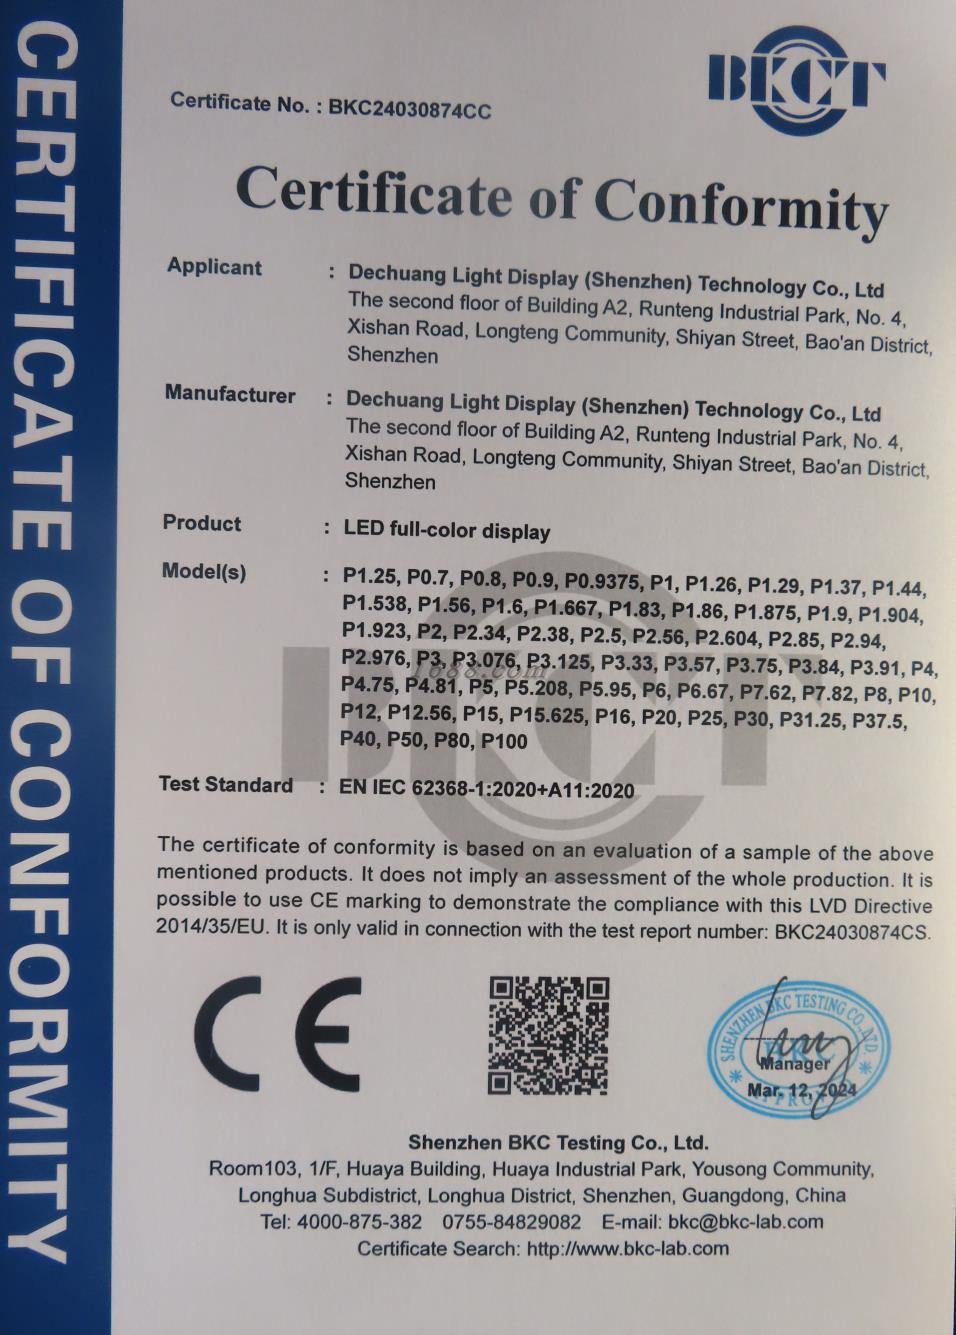 CERTIFICATE OF CONFORMITY
BKCT
Certificate No. : BKC24030874CC
Certificate of Conformity
Applicant : Dechuang Light Display (Shenzhen) Technology Co., Ltd
The second floor of Building A2, Runteng Industrial Park, No. 4,
Xishan Road, Longteng Community, Shiyan Street, Bao'an District,
Shenzhen
Manufacturer : Dechuang Light Display (Shenzhen) Technology Co., Ltd
The second floor of Building A2, Runteng Industrial Park, No. 4,
Xishan Road, Longteng Community, Shiyan Street, Bao'an District,
Shenzhen
Product : LED full-color display
Model(s) : P1.25, P0.7, P0.8, P0.9, P0.9375, P1, P1.26, P1.29, P1.37, P1.44,
P1.538, P1.56, P1.6, P1.667, P1.83, P1.86, P1.875, P1.9, P1.904,
P1.923, P2, P2.34, P2.38, P2.5, P2.56, P2.604, P2.85, P2.94,
P2.976, P3, P3.076, P3.125, P3.33, P3.57, P3.75, P3.84, P3.91, P4,
1688.com
P4.75, P4.81, P5, P5.208, P5.95, P6, P6.67, P7.62, P7.82, P8, P10,
P12, P12.56, P15, P15.625, P16, P20, P25, P30, P31.25, P37.5,
P40, P50, P80, P100
BKCT
Test Standard : EN IEC 62368-1:2020+A11:2020
The certificate of conformity is based on an evaluation of a sample of the above
mentioned products. It does not imply an assessment of the whole production. It is
possible to use CE marking to demonstrate the compliance with this LVD Directive
2014/35/EU. It is only valid in connection with the test report number: BKC24030874CS.
CE
SHENZHEN BKC TESTING CO.,LTD.
BKC
Manager
Mar. 12, 2024
Shenzhen BKC Testing Co., Ltd.
Room103, 1/F, Huaya Building, Huaya Industrial Park, Yousong Community,
Longhua Subdistrict, Longhua District, Shenzhen, Guangdong, China
Tel: 4000-875-382 0755-84829082 E-mail: bkc@bkc-lab.com
Certificate Search: http://www.bkc-lab.com